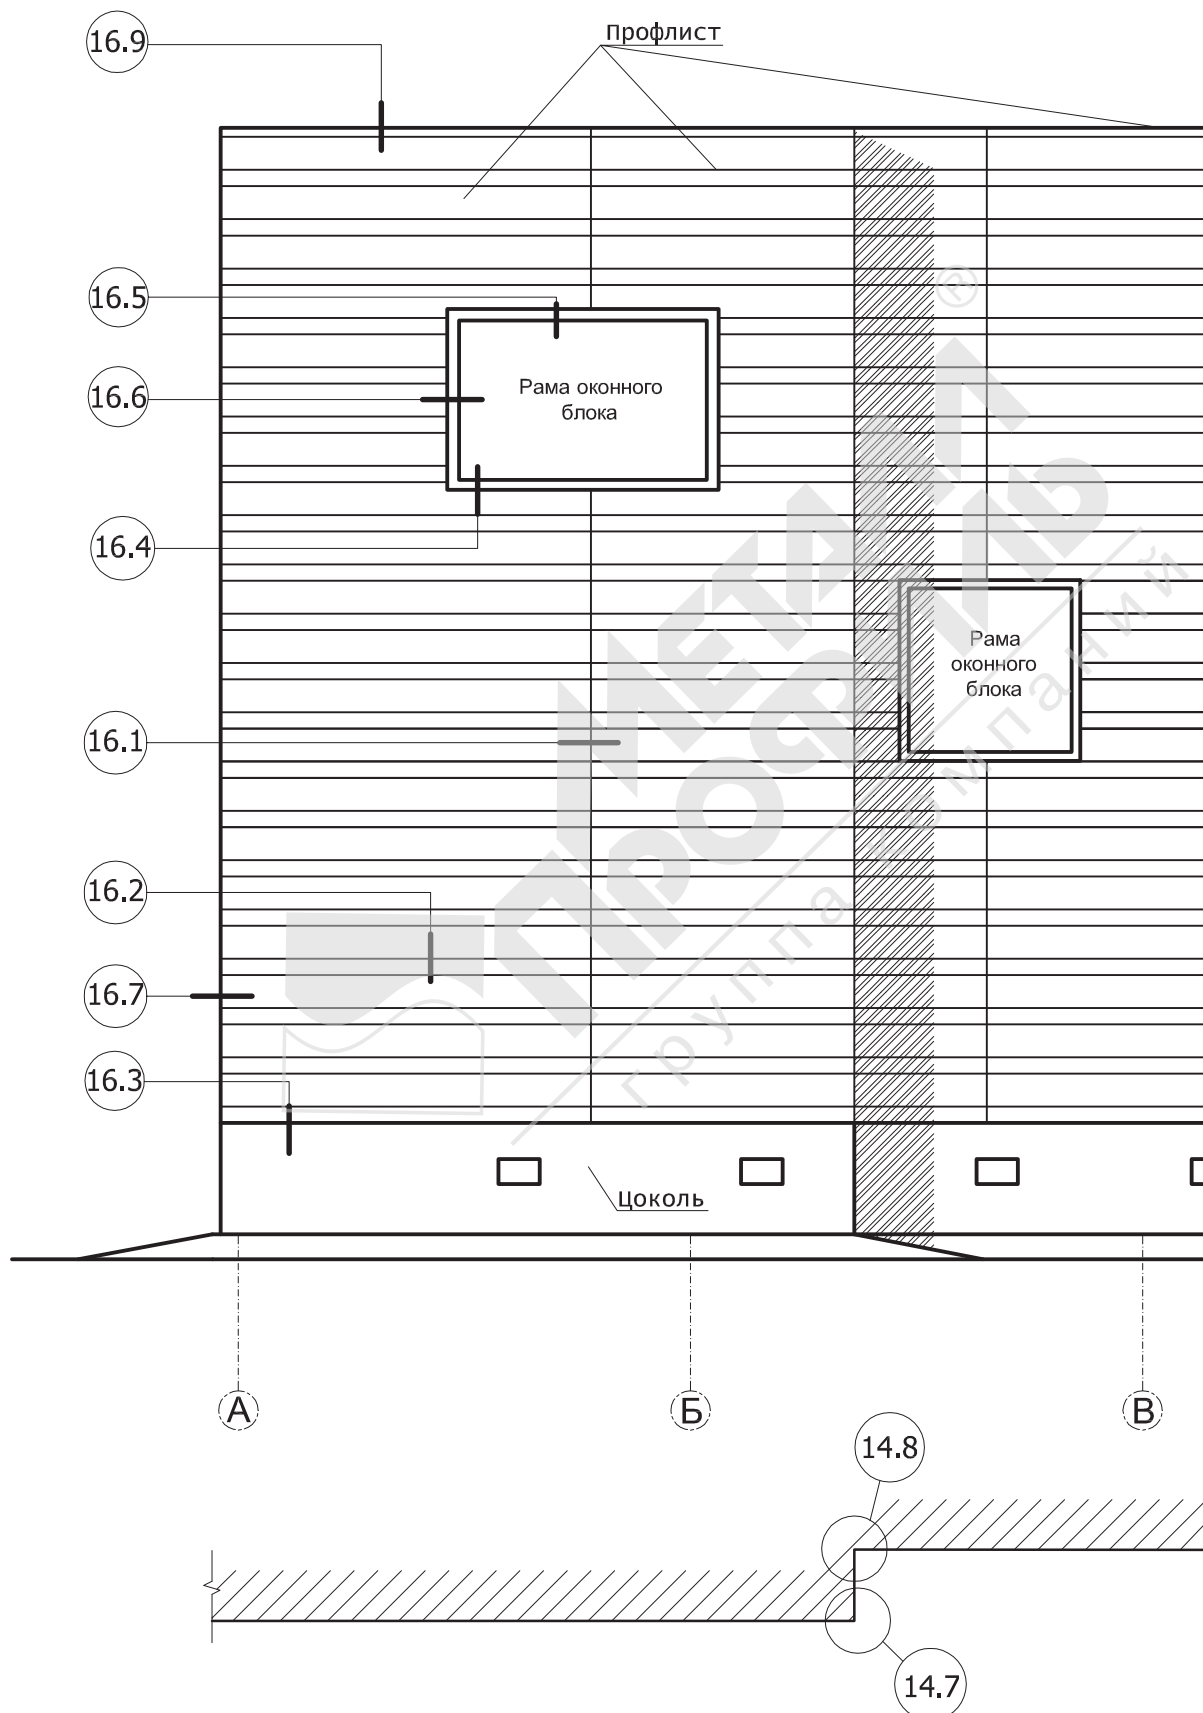 16.9
Профлист
16.5
®
16.6
Рама оконного
блока
16.4
МЕТАЛЛ
ПРОФИЛЬ
группа компаний
Рама
оконного
блока
16.1
16.2
16.7
16.3
Цоколь
А
Б
В
14.8
14.7